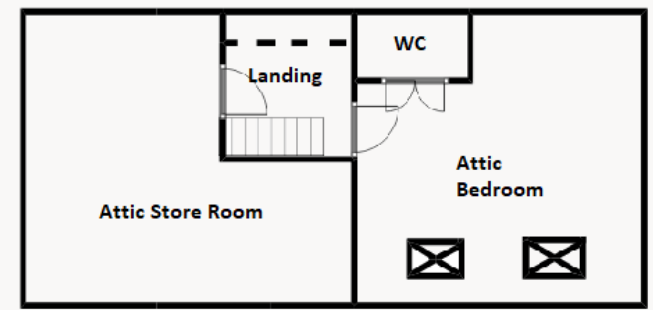 WC
Landing
Attic
Bedroom
Attic Store Room